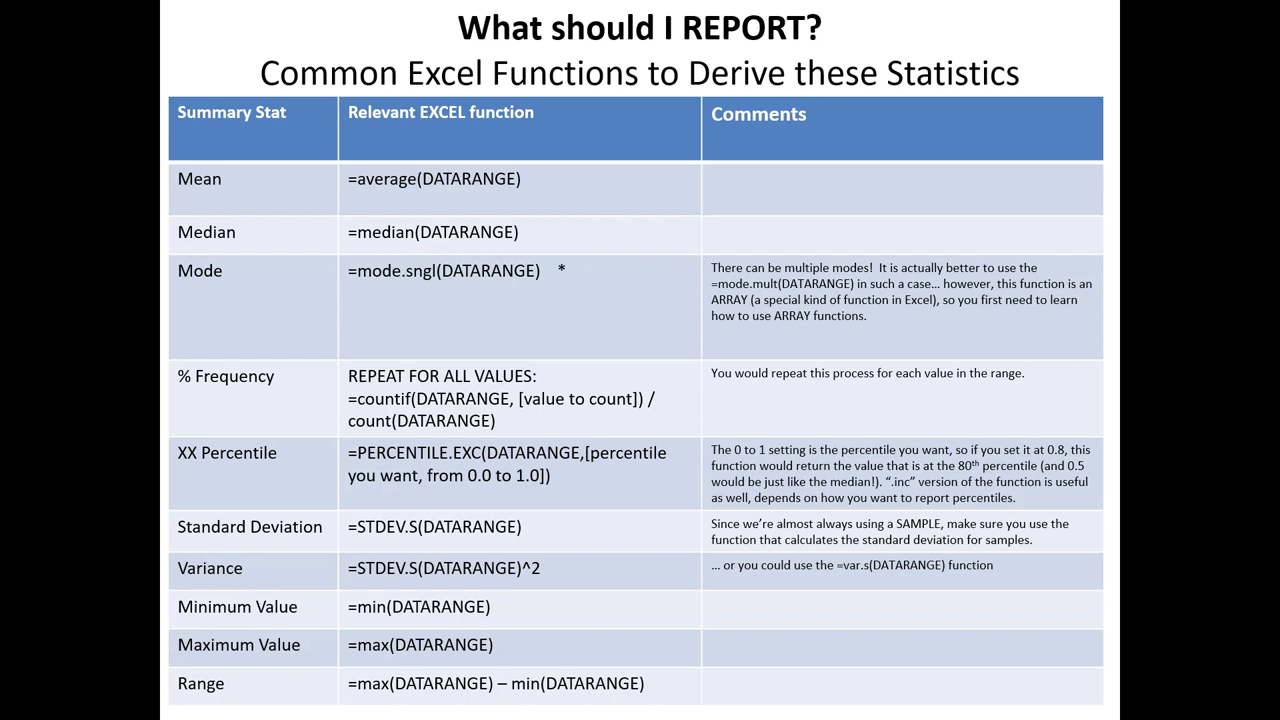 What should I REPORT?
Common Excel Functions to Derive these Statistics
Summary Stat
Relevant EXCEL function
Comments
Mean
=average(DATARANGE)
Median
=median(DATARANGE)
Mode
=mode.sngl(DATARANGE) *
There can be multiple modes! It is actually better to use the
=mode.mult(DATARANGE) in such a case… however, this function is an
ARRAY (a special kind of function in Excel), so you first need to learn
how to use ARRAY functions.
% Frequency
REPEAT FOR ALL VALUES:
=countif(DATARANGE, [value to count]) /
count(DATARANGE)
You would repeat this process for each value in the range.
XX Percentile
=PERCENTILE.EXC(DATARANGE,[percentile
you want, from 0.0 to 1.0])
The 0 to 1 setting is the percentile you want, so if you set it at 0.8, this
function would return the value that is at the 80th percentile (and 0.5
would be just like the median!). “.inc” version of the function is useful
as well, depends on how you want to report percentiles.
Standard Deviation
=STDEV.S(DATARANGE)
Since we’re almost always using a SAMPLE, make sure you use the
function that calculates the standard deviation for samples.
Variance
=STDEV.S(DATARANGE)^2
… or you could use the =var.s(DATARANGE) function
Minimum Value
=min(DATARANGE)
Maximum Value
=max(DATARANGE)
Range
=max(DATARANGE) – min(DATARANGE)